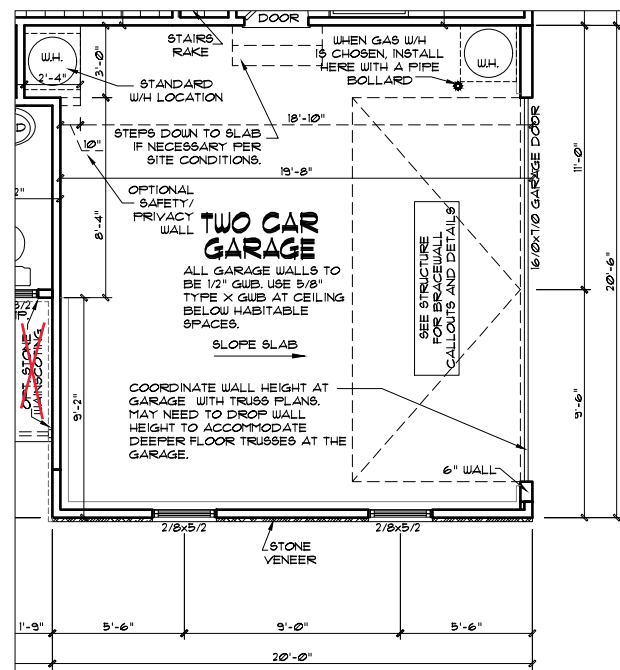 DOOR
STAIRS
RAKE
WHEN GAS W/H
IS CHOSEN, INSTALL
HERE WITH A PIPE
BOLLARD
W.H.
W.H.
2'-4"
3'-0"
STANDARD
W/H LOCATION
18'-10"
STEPS DOWN TO SLAB
IF NECESSARY PER
SITE CONDITIONS.
10"
19'-8"
OPTIONAL
SAFETY/
PRIVACY
WALL
8'-4"
TWO CAR
GARAGE
ALL GARAGE WALLS TO
BE 1/2" GWB. USE 5/8"
TYPE X GWB AT CEILING
BELOW HABITABLE
SPACES.
SLOPE SLAB
SEE STRUCTURE
FOR BRACEWALL
CALLOUTS AND DETAILS
16/0x7/0 GARAGE DOOR
11'-0"
20'-6"
9'-6"
OPT. STONE
WAINSCOTING
9'-2"
COORDINATE WALL HEIGHT AT
GARAGE WITH TRUSS PLANS.
MAY NEED TO DROP WALL
HEIGHT TO ACCOMMODATE
DEEPER FLOOR TRUSSES AT THE
GARAGE.
6" WALL
2/8x5/2
2/8x5/2
STONE
VENEER
1'-9"
5'-6"
9'-0"
5'-6"
20'-0"